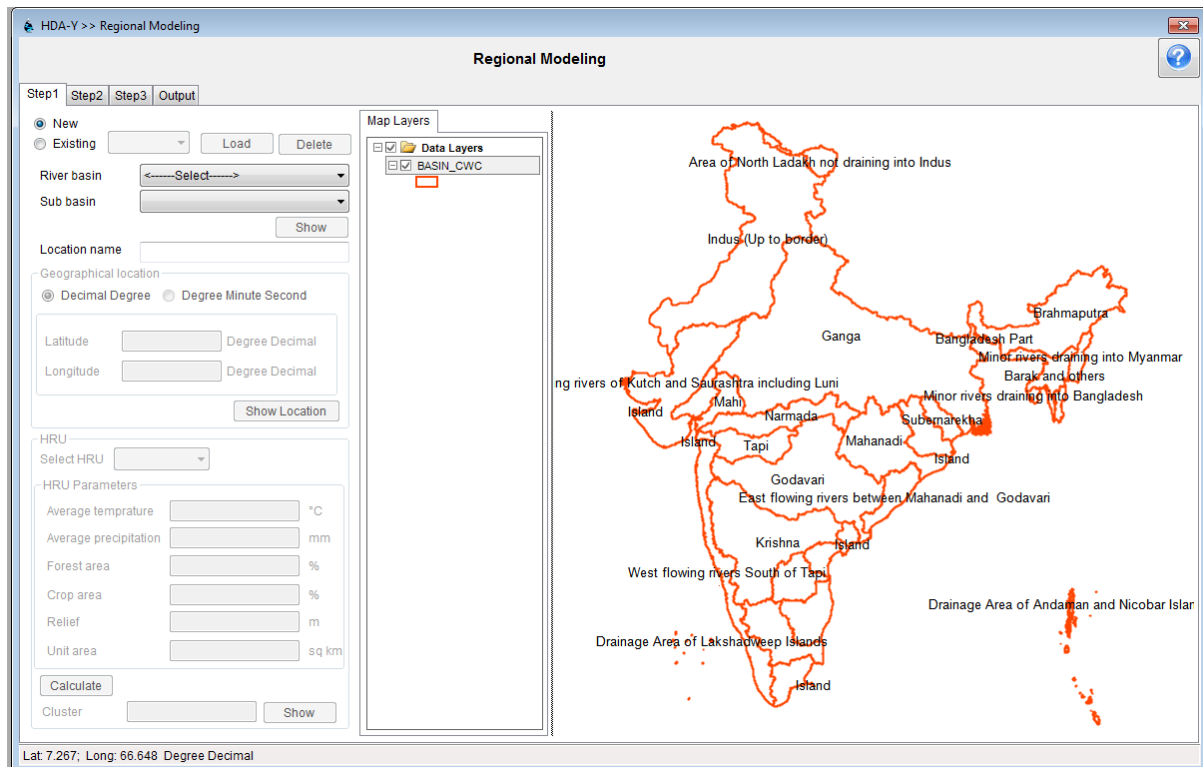 HDA-Y >> Regional Modeling
Regional Modeling
Step1 Step2 Step3 Output
New
Existing Load Delete
River basin <------Select------>
Sub basin
Show
Location name
Geographical location
Decimal Degree Degree Minute Second
Latitude Degree Decimal
Longitude Degree Decimal
Show Location
HRU
Select HRU
HRU Parameters
Average temprature °C
Average precipitation mm
Forest area %
Crop area %
Relief m
Unit area sq km
Calculate
Cluster Show
Map Layers
Data Layers
BASIN_CWC
Area of North Ladakh not draining into Indus
Indus (Up to border)
Brahmaputra
Ganga
Bangladesh Part
Minor rivers draining into Myanmar
Barak and others
ng rivers of Kutch and Saurashtra including Luni
Minor rivers draining into Bangladesh
Mahi
Island
Narmada
Subernarekha
Island
Tapi
Mahanadi
Island
Godavari
East flowing rivers between Mahanadi and Godavari
Krishna
Island
West flowing rivers South of Tapi
Drainage Area of Andaman and Nicobar Islan
Drainage Area of Lakshadweep Islands
Island
Lat: 7.267; Long: 66.648 Degree Decimal